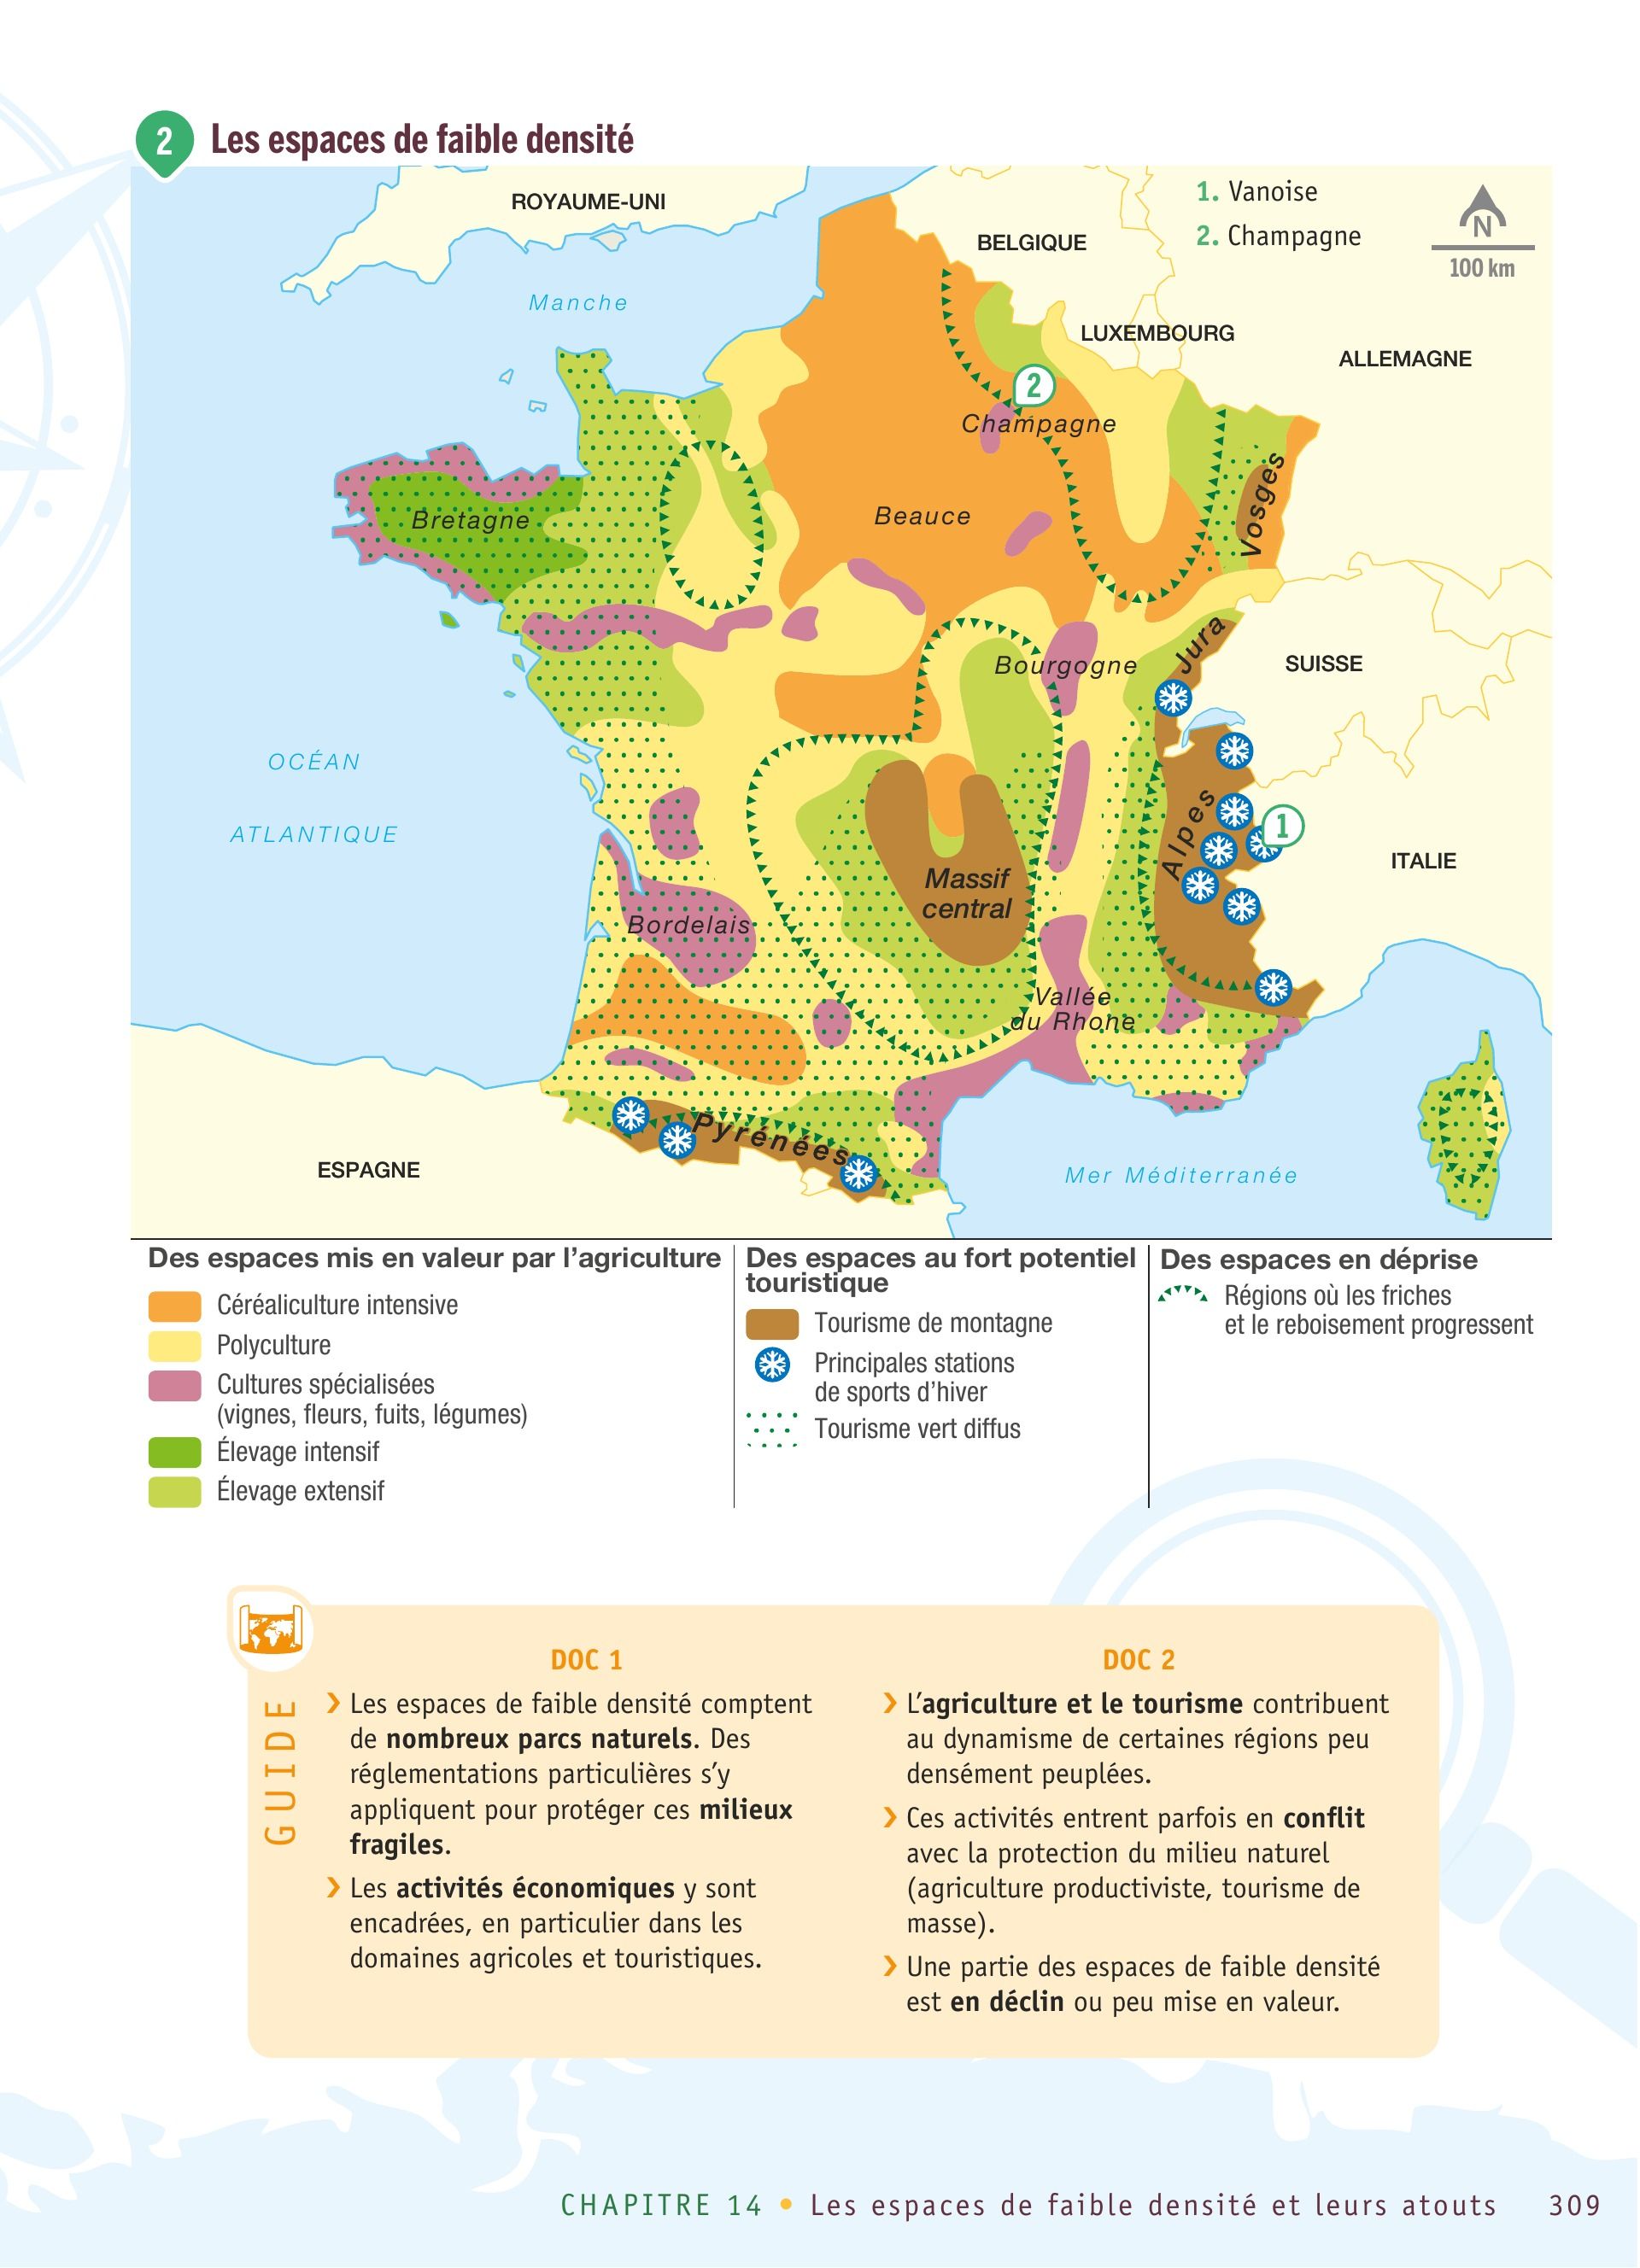 2
Les espaces de faible densité
ROYAUME-UNI
1. Vanoise
2. Champagne
N
100 km
BELGIQUE
Manche
LUXEMBOURG
ALLEMAGNE
2
Champagne
Vosges
Bretagne
Beauce
Jura
Bourgogne
SUISSE
OCÉAN
ATLANTIQUE
Alpes
1
ITALIE
Massif
central
Bordelais
Vallée
du Rhone
Pyrénées
ESPAGNE
Mer Méditerranée
Des espaces mis en valeur par l’agriculture
Céréaliculture intensive
Polyculture
Cultures spécialisées
(vignes, fleurs, fuits, légumes)
Élevage intensif
Élevage extensif
Des espaces au fort potentiel
touristique
Tourisme de montagne
Principales stations
de sports d’hiver
Tourisme vert diffus
Des espaces en déprise
Régions où les friches
et le reboisement progressent
GUIDE
DOC 1
› Les espaces de faible densité comptent
de nombreux parcs naturels. Des
réglementations particulières s’y
appliquent pour protéger ces milieux
fragiles.
› Les activités économiques y sont
encadrées, en particulier dans les
domaines agricoles et touristiques.
DOC 2
› L’agriculture et le tourisme contribuent
au dynamisme de certaines régions peu
densément peuplées.
› Ces activités entrent parfois en conflit
avec la protection du milieu naturel
(agriculture productiviste, tourisme de
masse).
› Une partie des espaces de faible densité
est en déclin ou peu mise en valeur.
CHAPITRE 14 • Les espaces de faible densité et leurs atouts 309